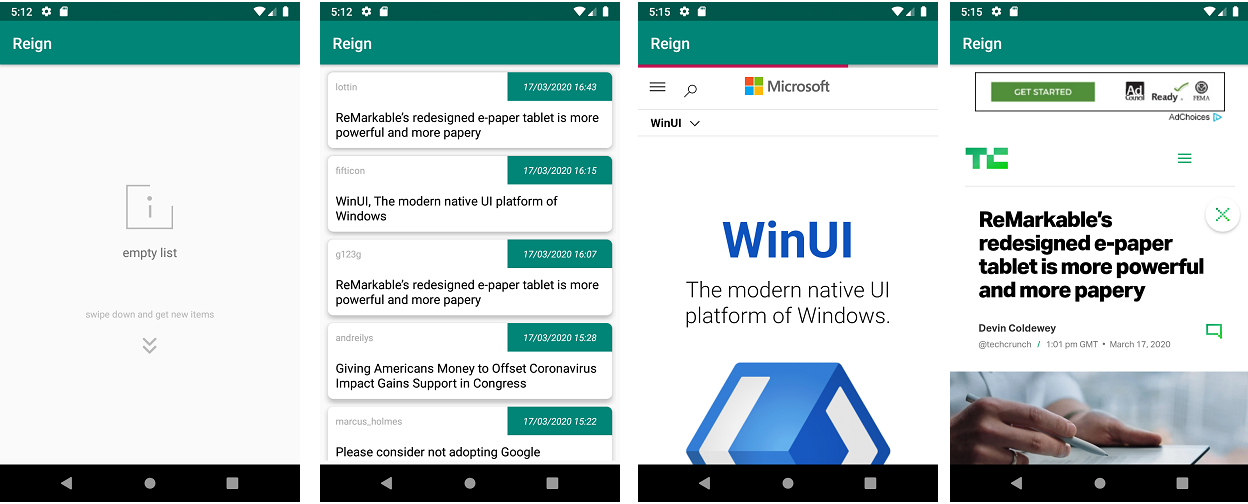 5:12
Reign
empty list
swipe down and get new items
5:12
Reign
lottin
17/03/2020 16:43
ReMarkable's redesigned e-paper tablet is more
powerful and more papery
fifticon
17/03/2020 16:15
WinUI, The modern native UI platform of
Windows
g123g
17/03/2020 16:07
ReMarkable's redesigned e-paper tablet is more
powerful and more papery
andreilys
17/03/2020 15:28
Giving Americans Money to Offset Coronavirus
Impact Gains Support in Congress
marcus_holmes
17/03/2020 15:22
Please consider not adopting Google
5:15
Reign
Microsoft
WinUI
WinUI
The modern native UI
platform of Windows.
5:15
Reign
GET STARTED
Ad
Council
Ready
FEMA
AdChoices
TC
ReMarkable's
redesigned e-paper
tablet is more powerful
and more papery
Devin Coldewey
@techcrunch / 1:01 pm GMT • March 17, 2020